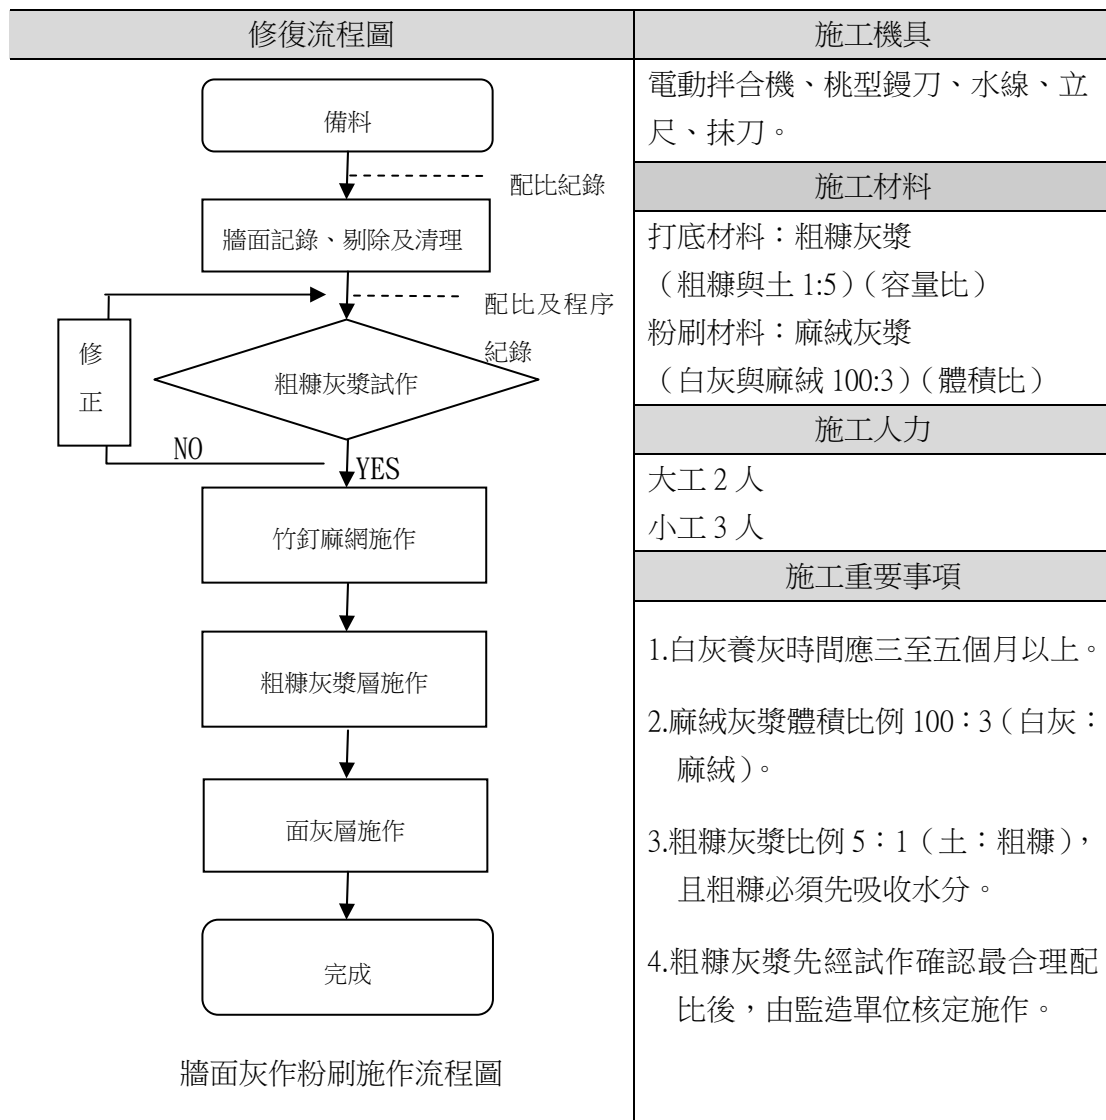 修復流程圖
備料
配比紀錄
牆面記錄、剔除及清理
配比及程序
紀錄
修
正
粗糠灰漿試作
NO
YES
竹釘麻網施作
粗糠灰漿層施作
面灰層施作
完成
牆面灰作粉刷施作流程圖
施工機具
電動拌合機、桃型鏝刀、水線、立
尺、抹刀。
施工材料
打底材料：粗糠灰漿
（粗糠與土 1:5）（容量比）
粉刷材料：麻絨灰漿
（白灰與麻絨 100:3）（體積比）
施工人力
大工 2 人
小工 3 人
施工重要事項
1.白灰養灰時間應三至五個月以上。
2.麻絨灰漿體積比例 100：3（白灰：
麻絨）。
3.粗糠灰漿比例 5：1（土：粗糠），
且粗糠必須先吸收水分。
4.粗糠灰漿先經試作確認最合理配
比後，由監造單位核定施作。